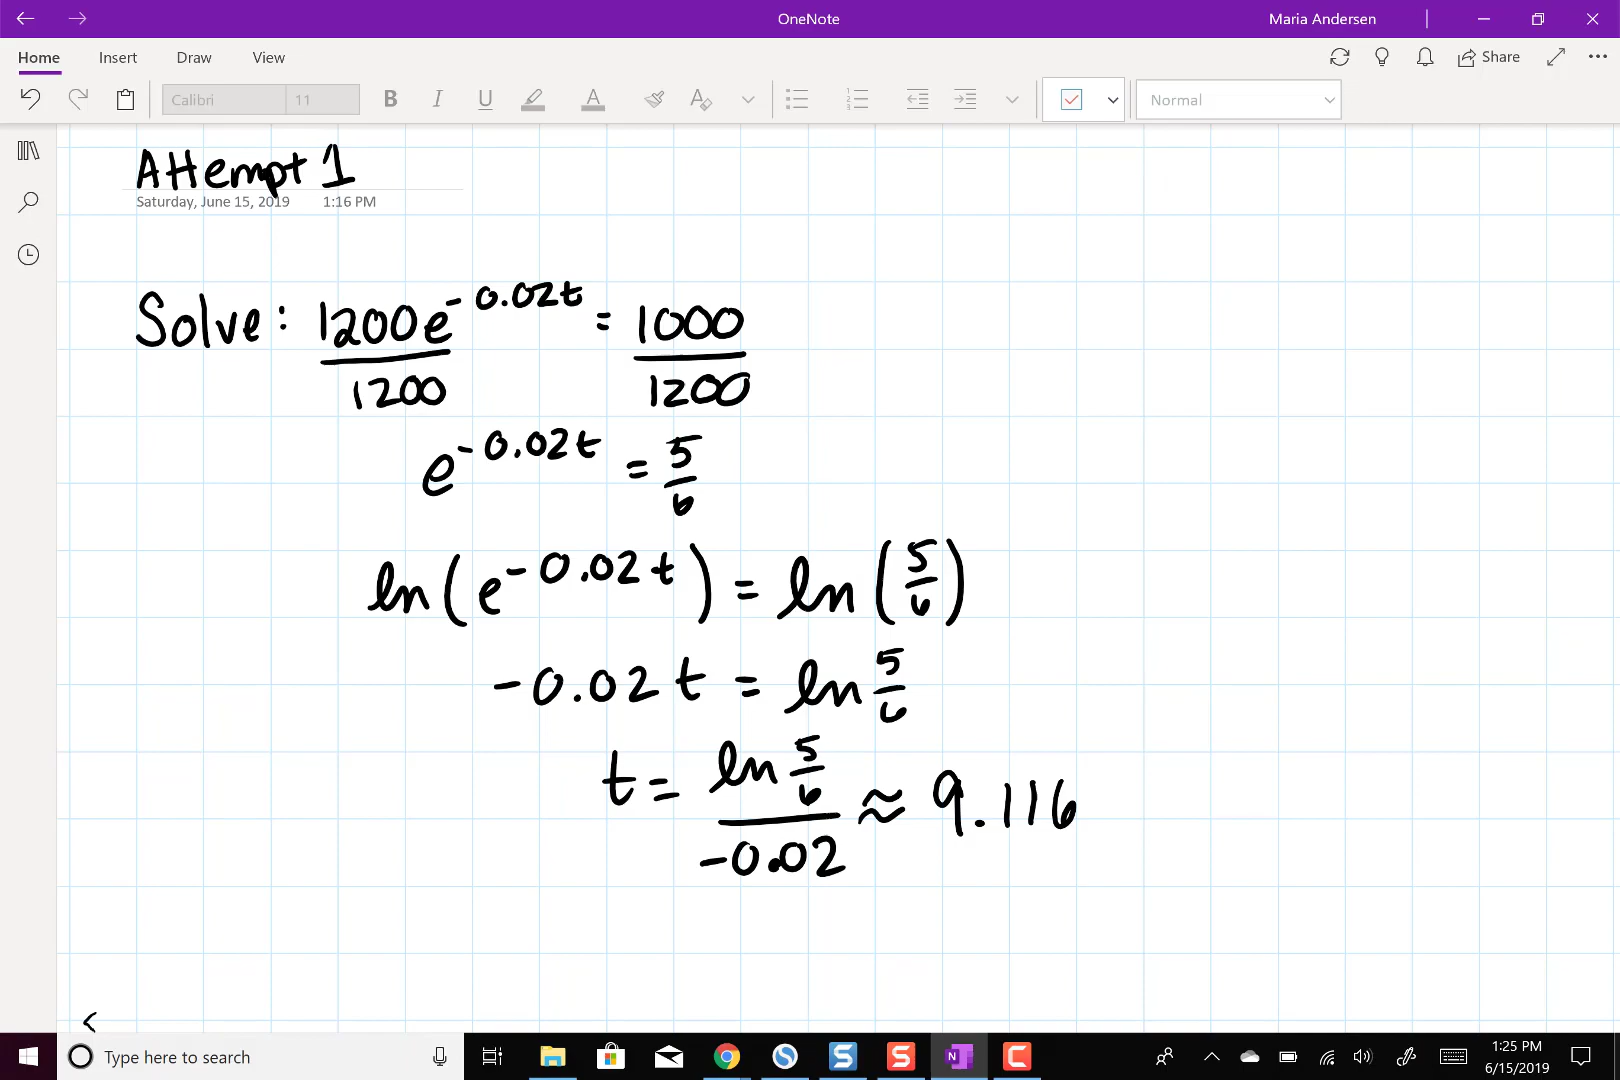 OneNote
Maria Andersen
Home Insert Draw View
Share
Calibri 11 B I U A A Normal
Attempt 1
Saturday, June 15, 2019 1:16 PM
Solve: 1200e^-0.02t / 1200 = 1000 / 1200
e^-0.02t = 5/6
ln(e^-0.02t) = ln(5/6)
-0.02t = ln 5/6
t = ln 5/6 / -0.02 ≈ 9.116
<
Type here to search
1:25 PM
6/15/2019